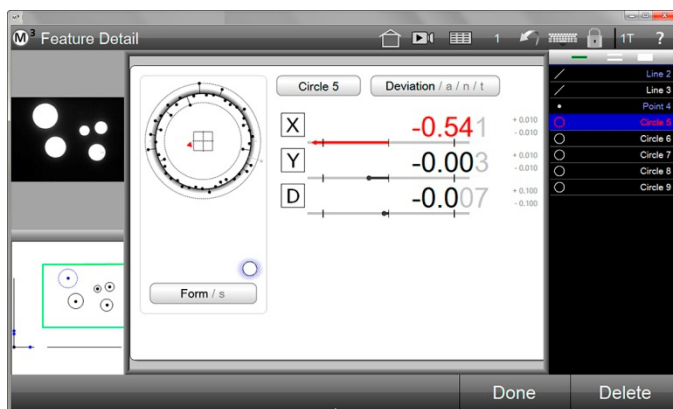 M3 Feature Detail
1
1T
?
Circle 5
Deviation / a / n / t
X
-0.541
+ 0.010
- 0.010
Y
-0.003
+ 0.010
- 0.010
D
-0.007
+ 0.100
- 0.100
Form / s
Line 2
Line 3
Point 4
Circle 5
Circle 6
Circle 7
Circle 8
Circle 9
Done
Delete